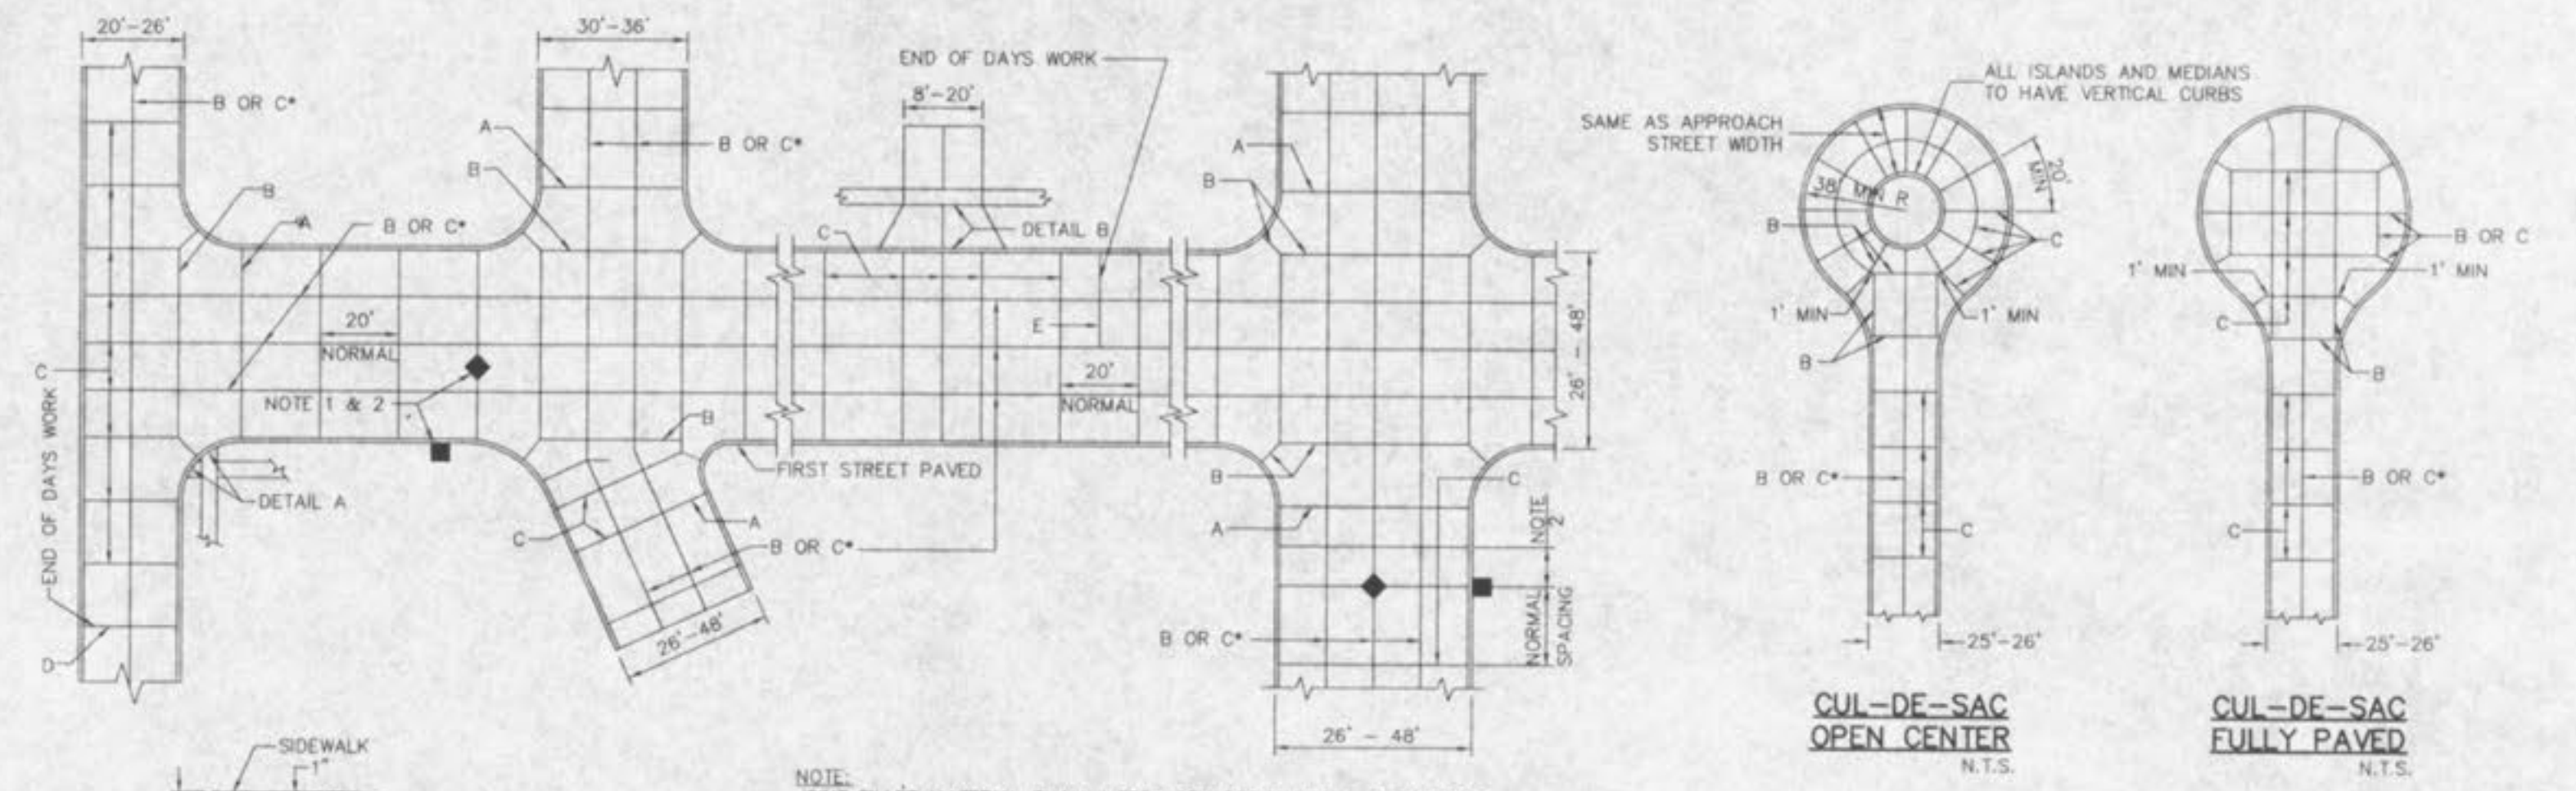 20'-26'
30'-36'
END OF DAYS WORK
8'-20'
B OR C*
A
B
B OR C*
B
A
B OR C*
C
DETAIL B
A
B
20'
NORMAL
E
C
END OF DAYS WORK
NOTE 1 & 2
20'
NORMAL
26' - 48'
B
FIRST STREET PAVED
DETAIL A
C
A
B OR C*
B
C
A
NOTE
2
NORMAL
SPACING
B OR C*
D
26'-48'
26' - 48'
SIDEWALK
1"
NOTE:
ALL ISLANDS AND MEDIANS
TO HAVE VERTICAL CURBS
SAME AS APPROACH
STREET WIDTH
20'
MIN
38' MIN R
B
C
1' MIN
1' MIN
B
B OR C*
C
25'-26'
CUL-DE-SAC
OPEN CENTER
N.T.S.
B OR C
1' MIN
1' MIN
C
B
B OR C*
C
25'-26'
CUL-DE-SAC
FULLY PAVED
N.T.S.